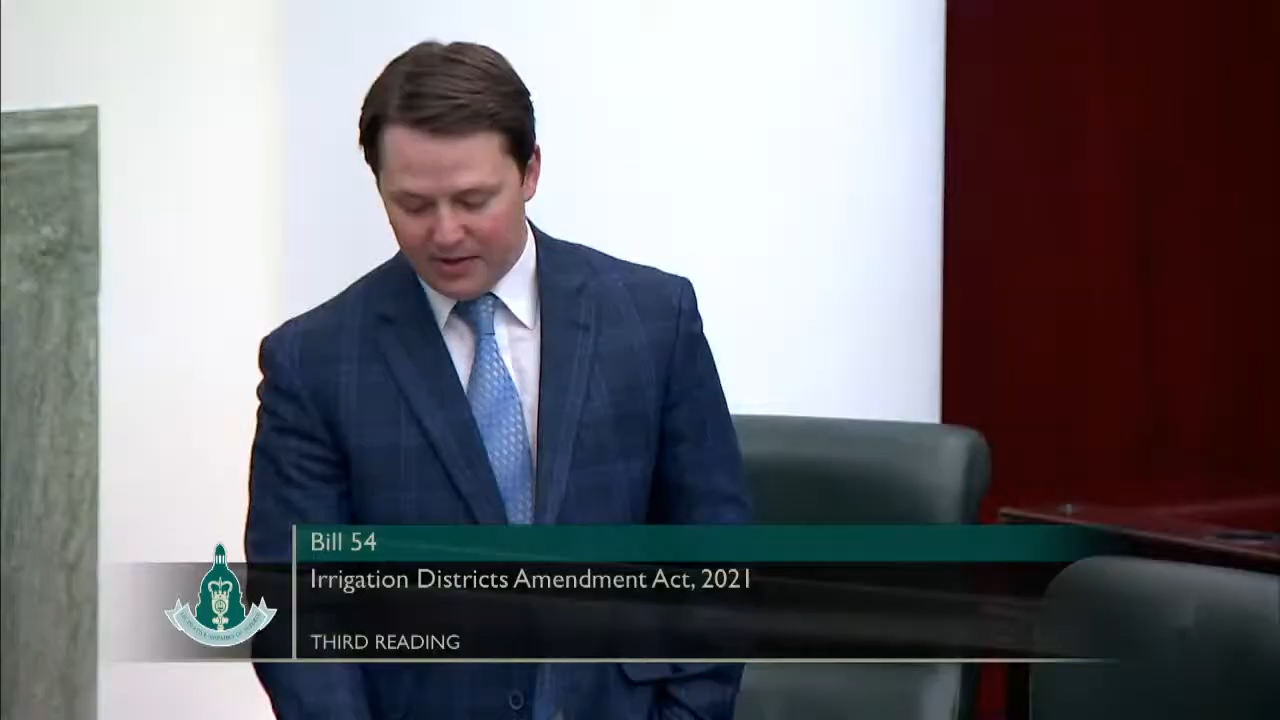 Bill 54
Irrigation Districts Amendment Act, 2021
THIRD READING